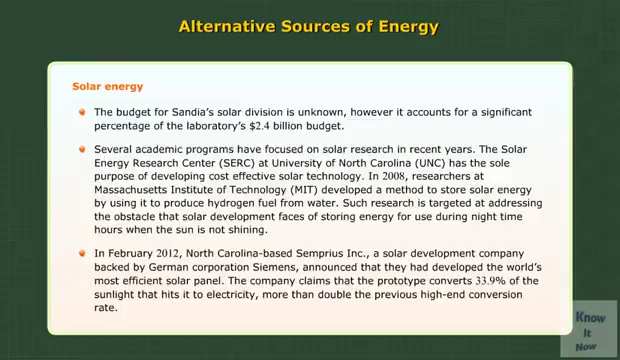 Alternative Sources of Energy
Solar energy
The budget for Sandia's solar division is unknown, however it accounts for a significant
percentage of the laboratory's $2.4 billion budget.
Several academic programs have focused on solar research in recent years. The Solar
Energy Research Center (SERC) at University of North Carolina (UNC) has the sole
purpose of developing cost effective solar technology. In 2008, researchers at
Massachusetts Institute of Technology (MIT) developed a method to store solar energy
by using it to produce hydrogen fuel from water. Such research is targeted at addressing
the obstacle that solar development faces of storing energy for use during night time
hours when the sun is not shining.
In February 2012, North Carolina-based Semprius Inc., a solar development company
backed by German corporation Siemens, announced that they had developed the world's
most efficient solar panel. The company claims that the prototype converts 33.9% of the
sunlight that hits it to electricity, more than double the previous high-end conversion
rate.
Know
It
Now